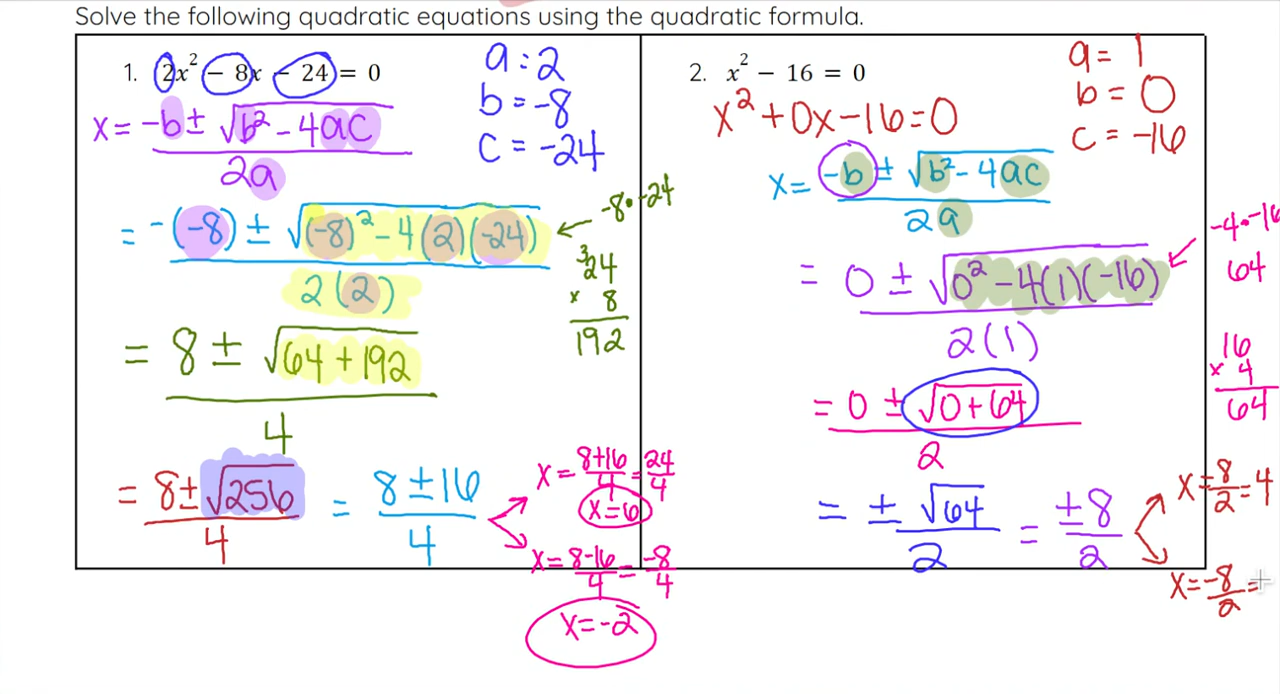 Solve the following quadratic equations using the quadratic formula.
1. 2x² − 8x − 24 = 0
a = 2
b = -8
c = -24
x = -b ± √b² - 4ac
2a
= -(-8) ± √(-8)² - 4(2)(-24)
2(2)
-8 · -24
³24
× 8
192
= 8 ± √64 + 192
4
= 8 ± √256
4
= 8 ± 16
4
x = 8+16 = 24
4 4
x = 6
x = 8-16 = -8
4 4
x = -2
2. x² − 16 = 0
a = 1
b = 0
c = -16
x² + 0x - 16 = 0
x = -b ± √b² - 4ac
2a
= 0 ± √0² - 4(1)(-16)
2(1)
-4 · -16
64
16
× 4
64
= 0 ± √0 + 64
2
= ± √64
2
= ± 8
2
x = 8 = 4
2
x = -8 =
2